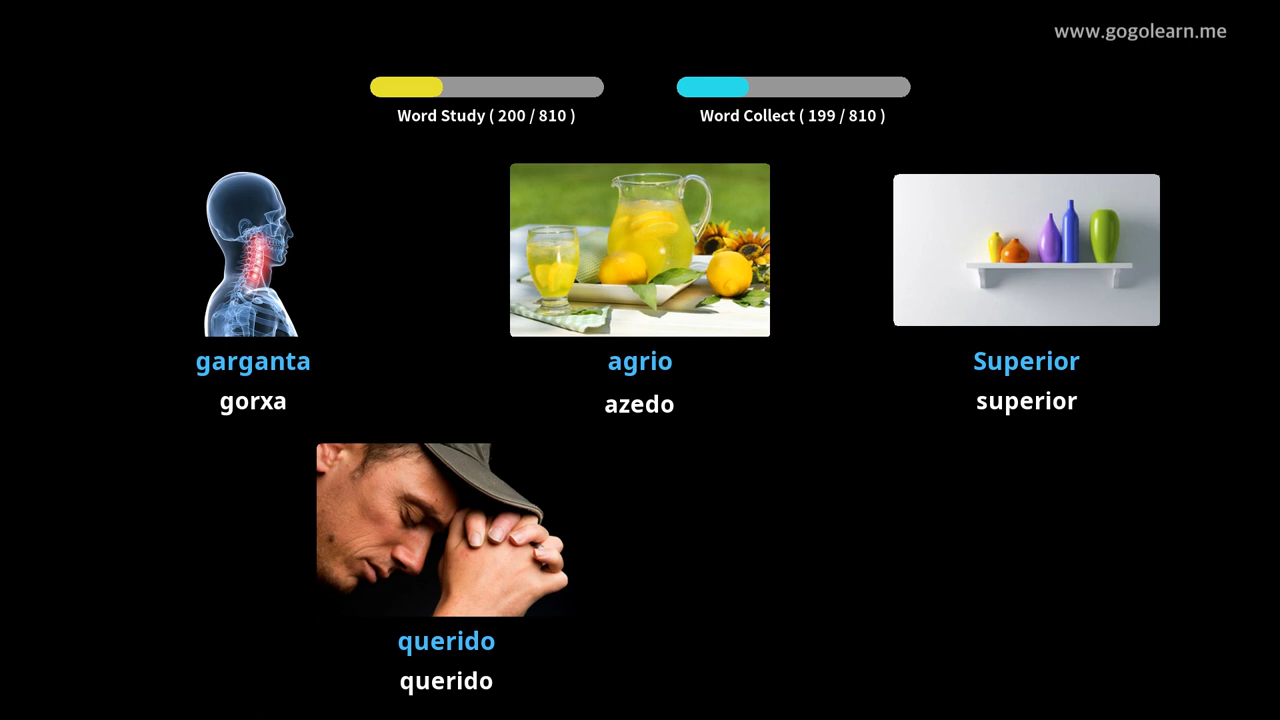 www.gogolearn.me
Word Study ( 200 / 810 )
Word Collect ( 199 / 810 )
garganta
gorxa
agrio
azedo
Superior
superior
querido
querido